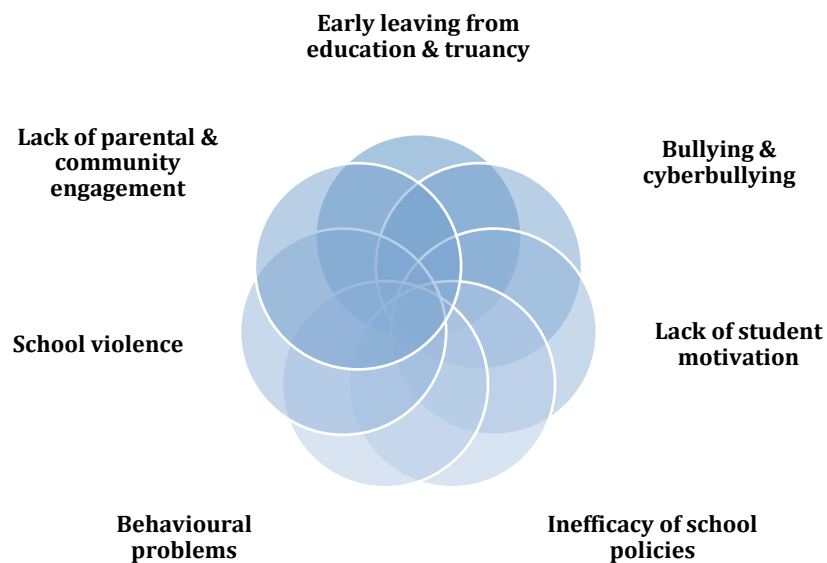 Early leaving from
education & truancy
Bullying &
cyberbullying
Lack of student
motivation
Inefficacy of school
policies
Behavioural
problems
School violence
Lack of parental &
community
engagement